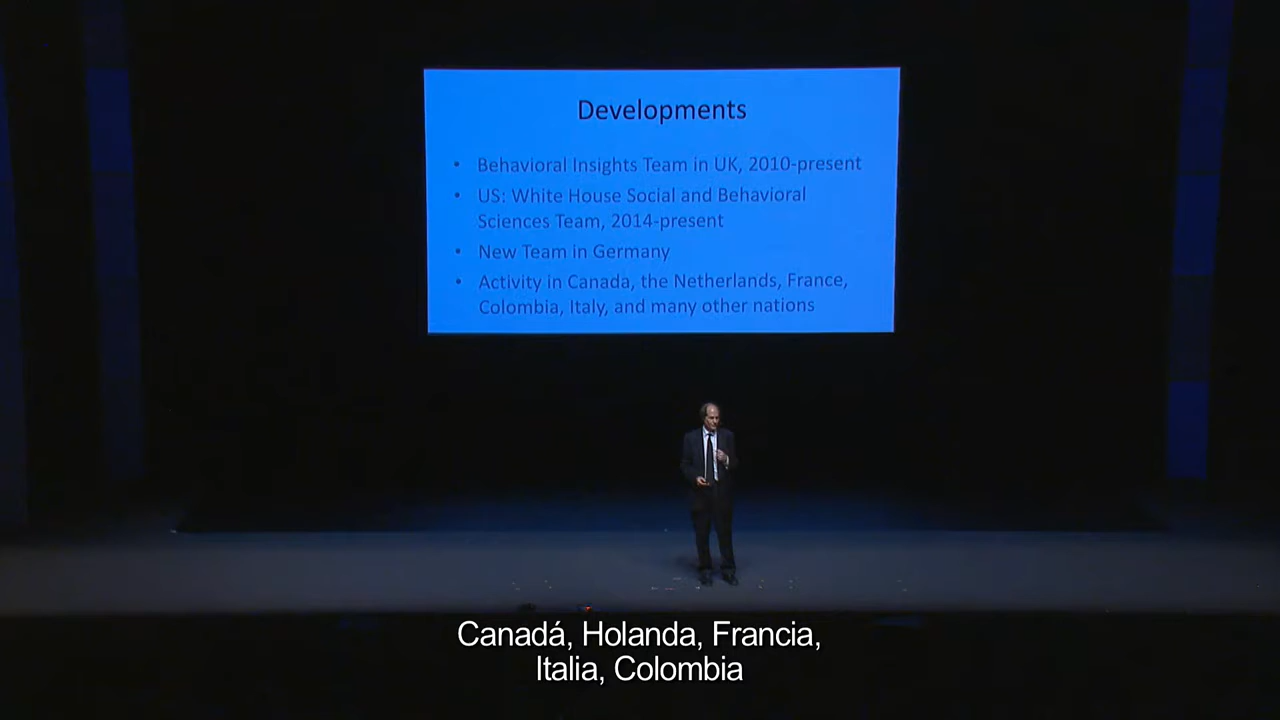 Developments
• Behavioral Insights Team in UK, 2010-present
• US: White House Social and Behavioral
Sciences Team, 2014-present
• New Team in Germany
• Activity in Canada, the Netherlands, France,
Colombia, Italy, and many other nations
Canadá, Holanda, Francia,
Italia, Colombia